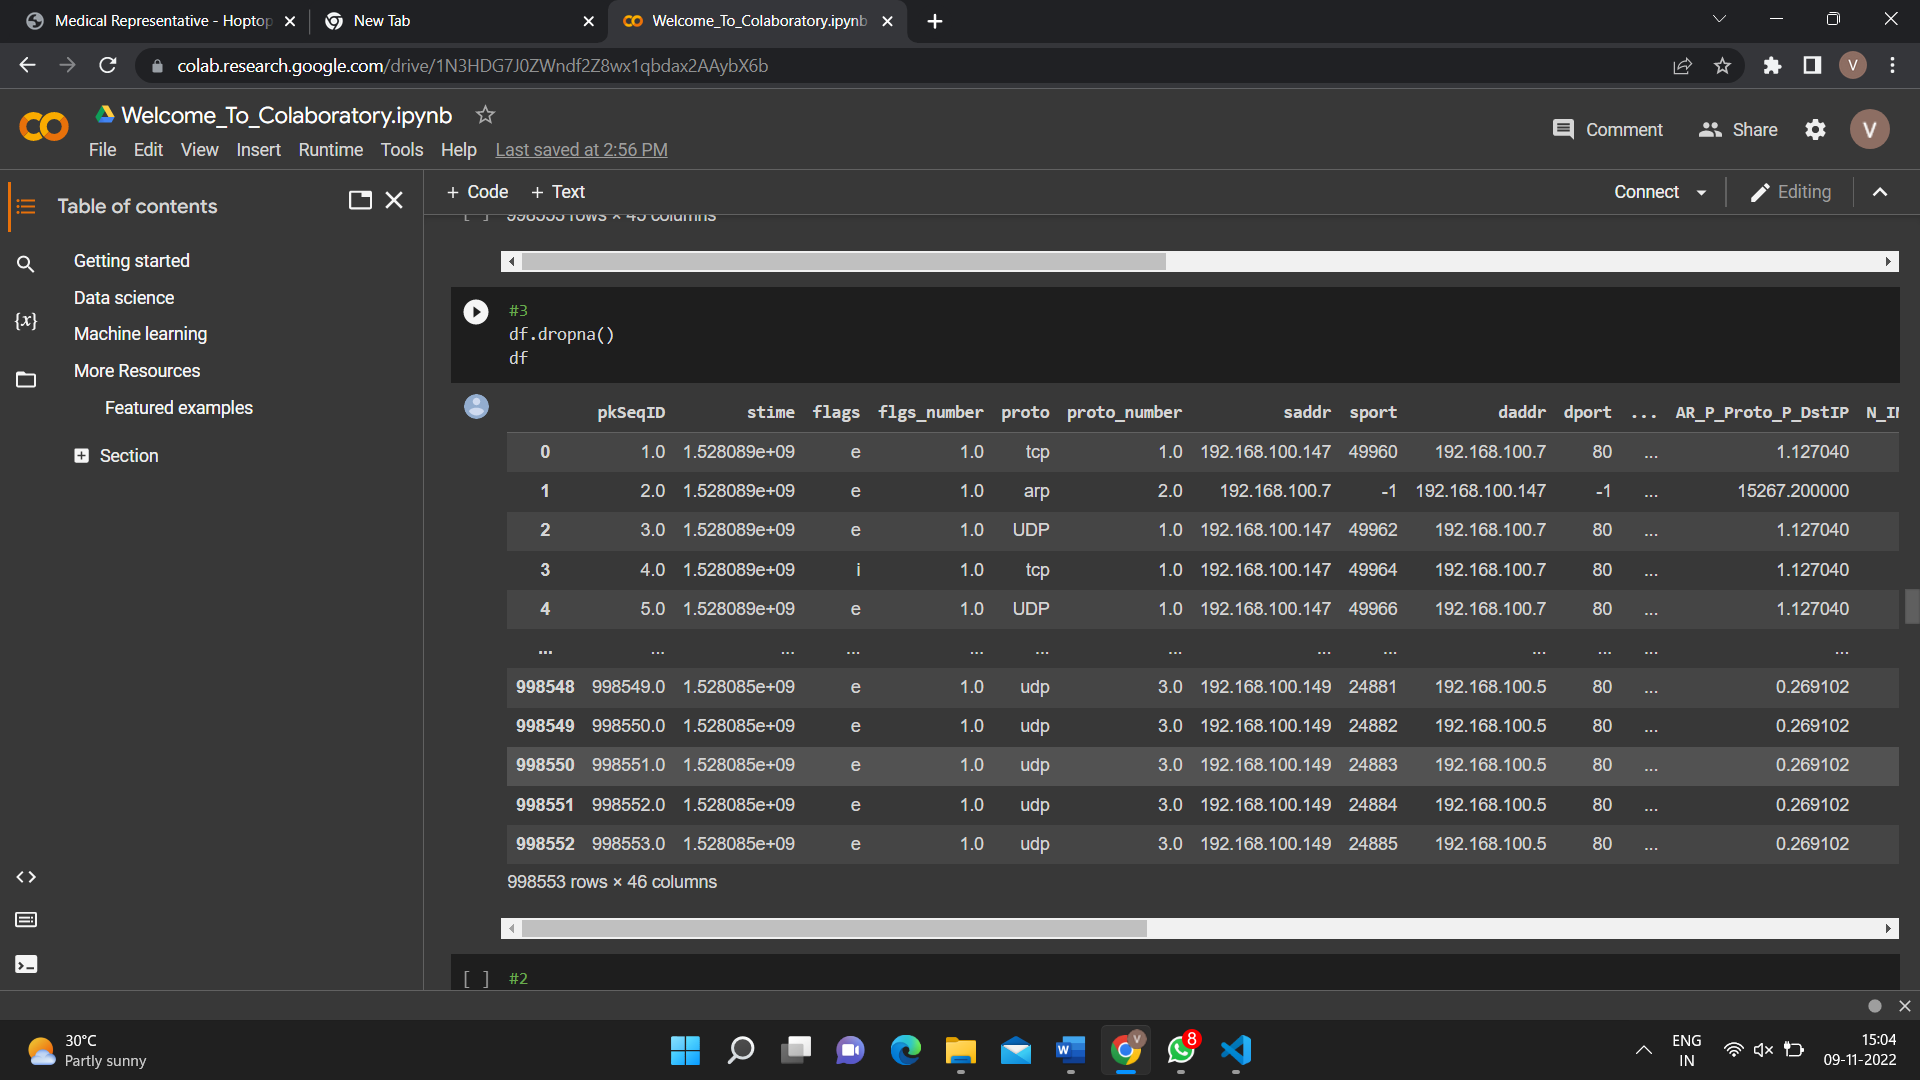 Medical Representative - Hoptop
New Tab
Welcome_To_Colaboratory.ipynb
colab.research.google.com/drive/1N3HDG7J0ZWndf2Z8wx1qbdax2AAybX6b
V
Welcome_To_Colaboratory.ipynb
File Edit View Insert Runtime Tools Help Last saved at 2:56 PM
Comment Share V
Table of contents
+ Code + Text
Connect Editing
Getting started
Data science
Machine learning
More Resources
Featured examples
Section
{x}
[ ] 998553 rows × 45 columns
#3
df.dropna()
df
pkSeqID stime flags flgs_number proto proto_number saddr sport daddr dport ... AR_P_Proto_P_DstIP
0 1.0 1.528089e+09 e 1.0 tcp 1.0 192.168.100.147 49960 192.168.100.7 80 ... 1.127040
1 2.0 1.528089e+09 e 1.0 arp 2.0 192.168.100.7 -1 192.168.100.147 -1 ... 15267.200000
2 3.0 1.528089e+09 e 1.0 UDP 1.0 192.168.100.147 49962 192.168.100.7 80 ... 1.127040
3 4.0 1.528089e+09 i 1.0 tcp 1.0 192.168.100.147 49964 192.168.100.7 80 ... 1.127040
4 5.0 1.528089e+09 e 1.0 UDP 1.0 192.168.100.147 49966 192.168.100.7 80 ... 1.127040
... ... ... ... ... ... ... ... ... ... ... ... ...
998548 998549.0 1.528085e+09 e 1.0 udp 3.0 192.168.100.149 24881 192.168.100.5 80 ... 0.269102
998549 998550.0 1.528085e+09 e 1.0 udp 3.0 192.168.100.149 24882 192.168.100.5 80 ... 0.269102
998550 998551.0 1.528085e+09 e 1.0 udp 3.0 192.168.100.149 24883 192.168.100.5 80 ... 0.269102
998551 998552.0 1.528085e+09 e 1.0 udp 3.0 192.168.100.149 24884 192.168.100.5 80 ... 0.269102
998552 998553.0 1.528085e+09 e 1.0 udp 3.0 192.168.100.149 24885 192.168.100.5 80 ... 0.269102
998553 rows × 46 columns
[ ] #2
30°C
Partly sunny
W
V
8
ENG
IN
15:04
09-11-2022